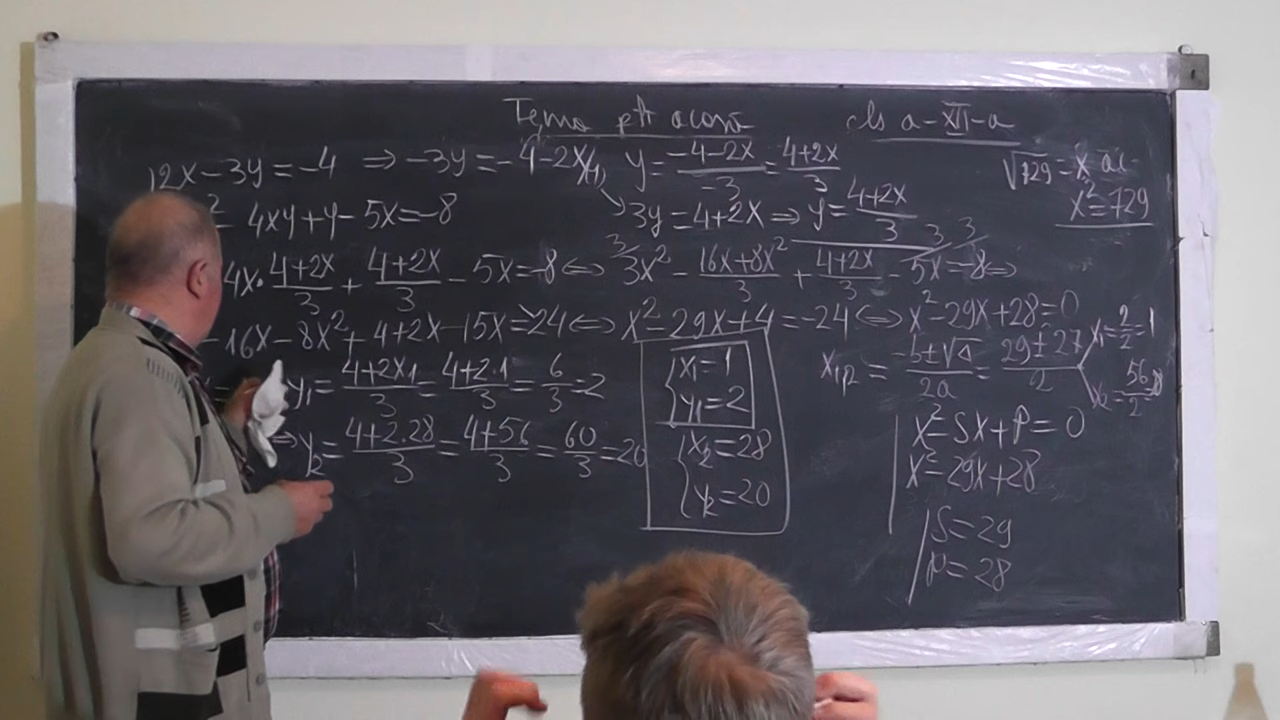 Tema pt acasă cls a-XII-a
2x-3y=-4 ⇒ -3y=-4-2x/(-1) y=(-4-2x)/(-3)=(4+2x)/3 √729=x ac
2 = 4xy+y-5x=-8 3y=4+2x ⇒ y=(4+2x)/3 x²=729
4x·(4+2x)/3+(4+2x)/3-5x=-8 ⇔ 3x²-(16x+8x²)/3+(4+2x)/3-5x=-8 ⇔
-16x-8x²+4+2x-15x=-24 ⇔ x²-29x+4=-24 ⇔ x²-29x+28=0
y₁=(4+2x₁)/3=(4+2·1)/3=6/3=2 x₁=1 x₁,₂=(-b±√Δ)/2a=(29±27)/2 x₁=2/2=1
y₁=2 x₂=56/2
⇒ y₂=(4+2·28)/3=(4+56)/3=60/3=20 x₂=28 x²-Sx+P=0
y₂=20 x²-29x+28
S=29
P=28